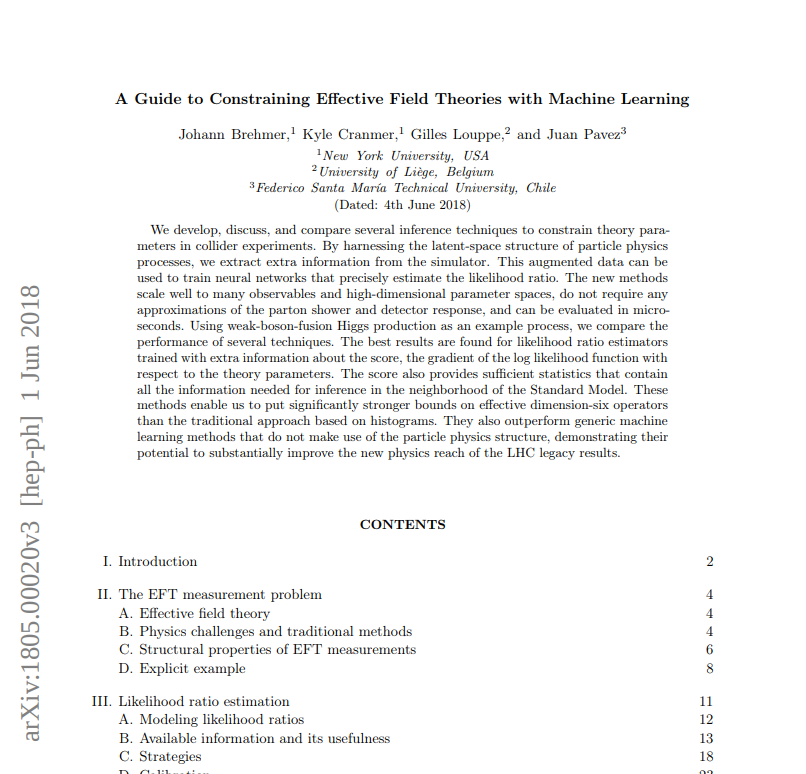 A Guide to Constraining Effective Field Theories with Machine Learning
Johann Brehmer,1 Kyle Cranmer,1 Gilles Louppe,2 and Juan Pavez3
1New York University, USA
2University of Liège, Belgium
3Federico Santa María Technical University, Chile
(Dated: 4th June 2018)
We develop, discuss, and compare several inference techniques to constrain theory para-
meters in collider experiments. By harnessing the latent-space structure of particle physics
processes, we extract extra information from the simulator. This augmented data can be
used to train neural networks that precisely estimate the likelihood ratio. The new methods
scale well to many observables and high-dimensional parameter spaces, do not require any
approximations of the parton shower and detector response, and can be evaluated in micro-
seconds. Using weak-boson-fusion Higgs production as an example process, we compare the
performance of several techniques. The best results are found for likelihood ratio estimators
trained with extra information about the score, the gradient of the log likelihood function with
respect to the theory parameters. The score also provides sufficient statistics that contain
all the information needed for inference in the neighborhood of the Standard Model. These
methods enable us to put significantly stronger bounds on effective dimension-six operators
than the traditional approach based on histograms. They also outperform generic machine
learning methods that do not make use of the particle physics structure, demonstrating their
potential to substantially improve the new physics reach of the LHC legacy results.
arXiv:1805.00020v3 [hep-ph] 1 Jun 2018
CONTENTS
I. Introduction 2
II. The EFT measurement problem 4
A. Effective field theory 4
B. Physics challenges and traditional methods 4
C. Structural properties of EFT measurements 6
D. Explicit example 8
III. Likelihood ratio estimation 11
A. Modeling likelihood ratios 12
B. Available information and its usefulness 13
C. Strategies 18